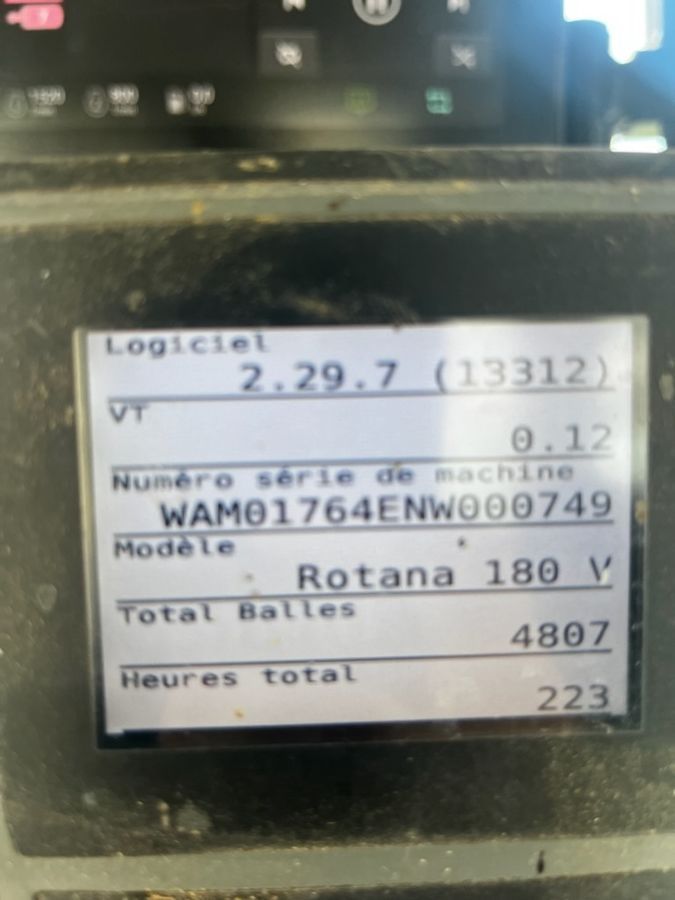 Logiciel
2.29.7 (13312)
VT
0.12
Numéro série de machine
WAM01764ENW000749
Modèle
Rotana 180 V
Total Balles
4807
Heures total
223